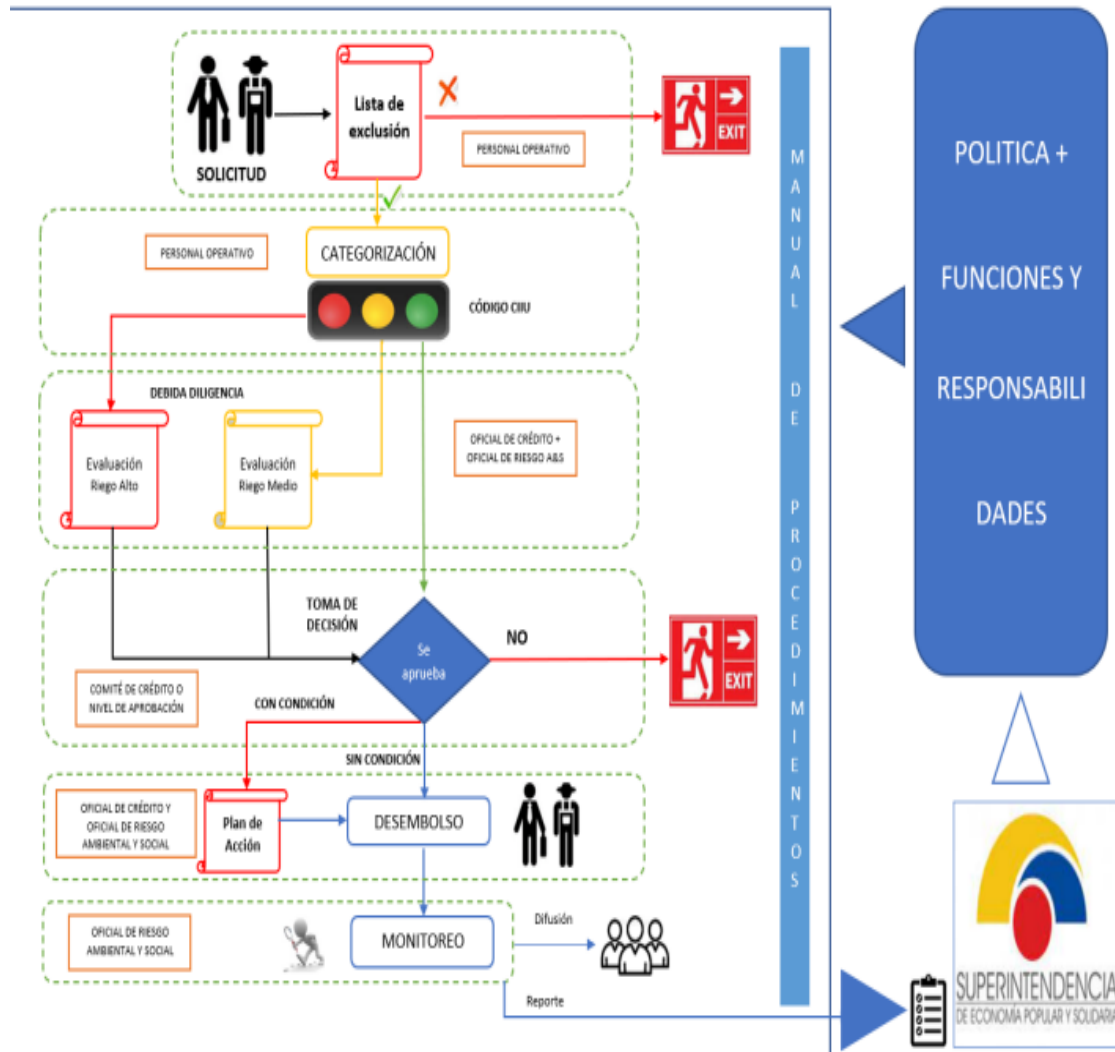 Lista de
exclusión
EXIT
PERSONAL OPERATIVO
SOLICITUD
PERSONAL OPERATIVO
CATEGORIZACIÓN
CÓDIGO CIIU
DEBIDA DILIGENCIA
Evaluación
Riego Alto
Evaluación
Riego Medio
OFICIAL DE CRÉDITO +
OFICIAL DE RIESGO A&S
TOMA DE
DECISIÓN
Se
aprueba
NO
EXIT
COMITÉ DE CRÉDITO O
NIVEL DE APROBACIÓN
CON CONDICIÓN
SIN CONDICIÓN
OFICIAL DE CRÉDITO Y
OFICIAL DE RIESGO
AMBIENTAL Y SOCIAL
Plan de
Acción
DESEMBOLSO
OFICIAL DE RIESGO
AMBIENTAL Y SOCIAL
MONITOREO
Difusión
Reporte
MANUAL DE PROCEDIMIENTOS
POLITICA +
FUNCIONES Y
RESPONSABILI
DADES
SUPERINTENDENCIA
DE ECONOMÍA POPULAR Y SOLIDARIA